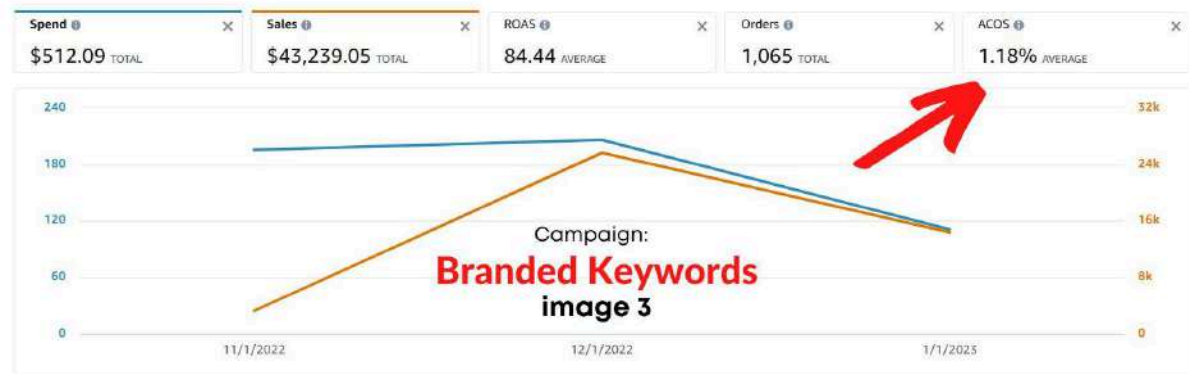 Spend
$512.09 TOTAL
Sales
$43,239.05 TOTAL
ROAS
84.44 AVERAGE
Orders
1,065 TOTAL
ACOS
1.18% AVERAGE
240
32k
180
24k
120
16k
60
8k
0
0
Campaign:
Branded Keywords
image 3
11/1/2022
12/1/2022
1/1/2023